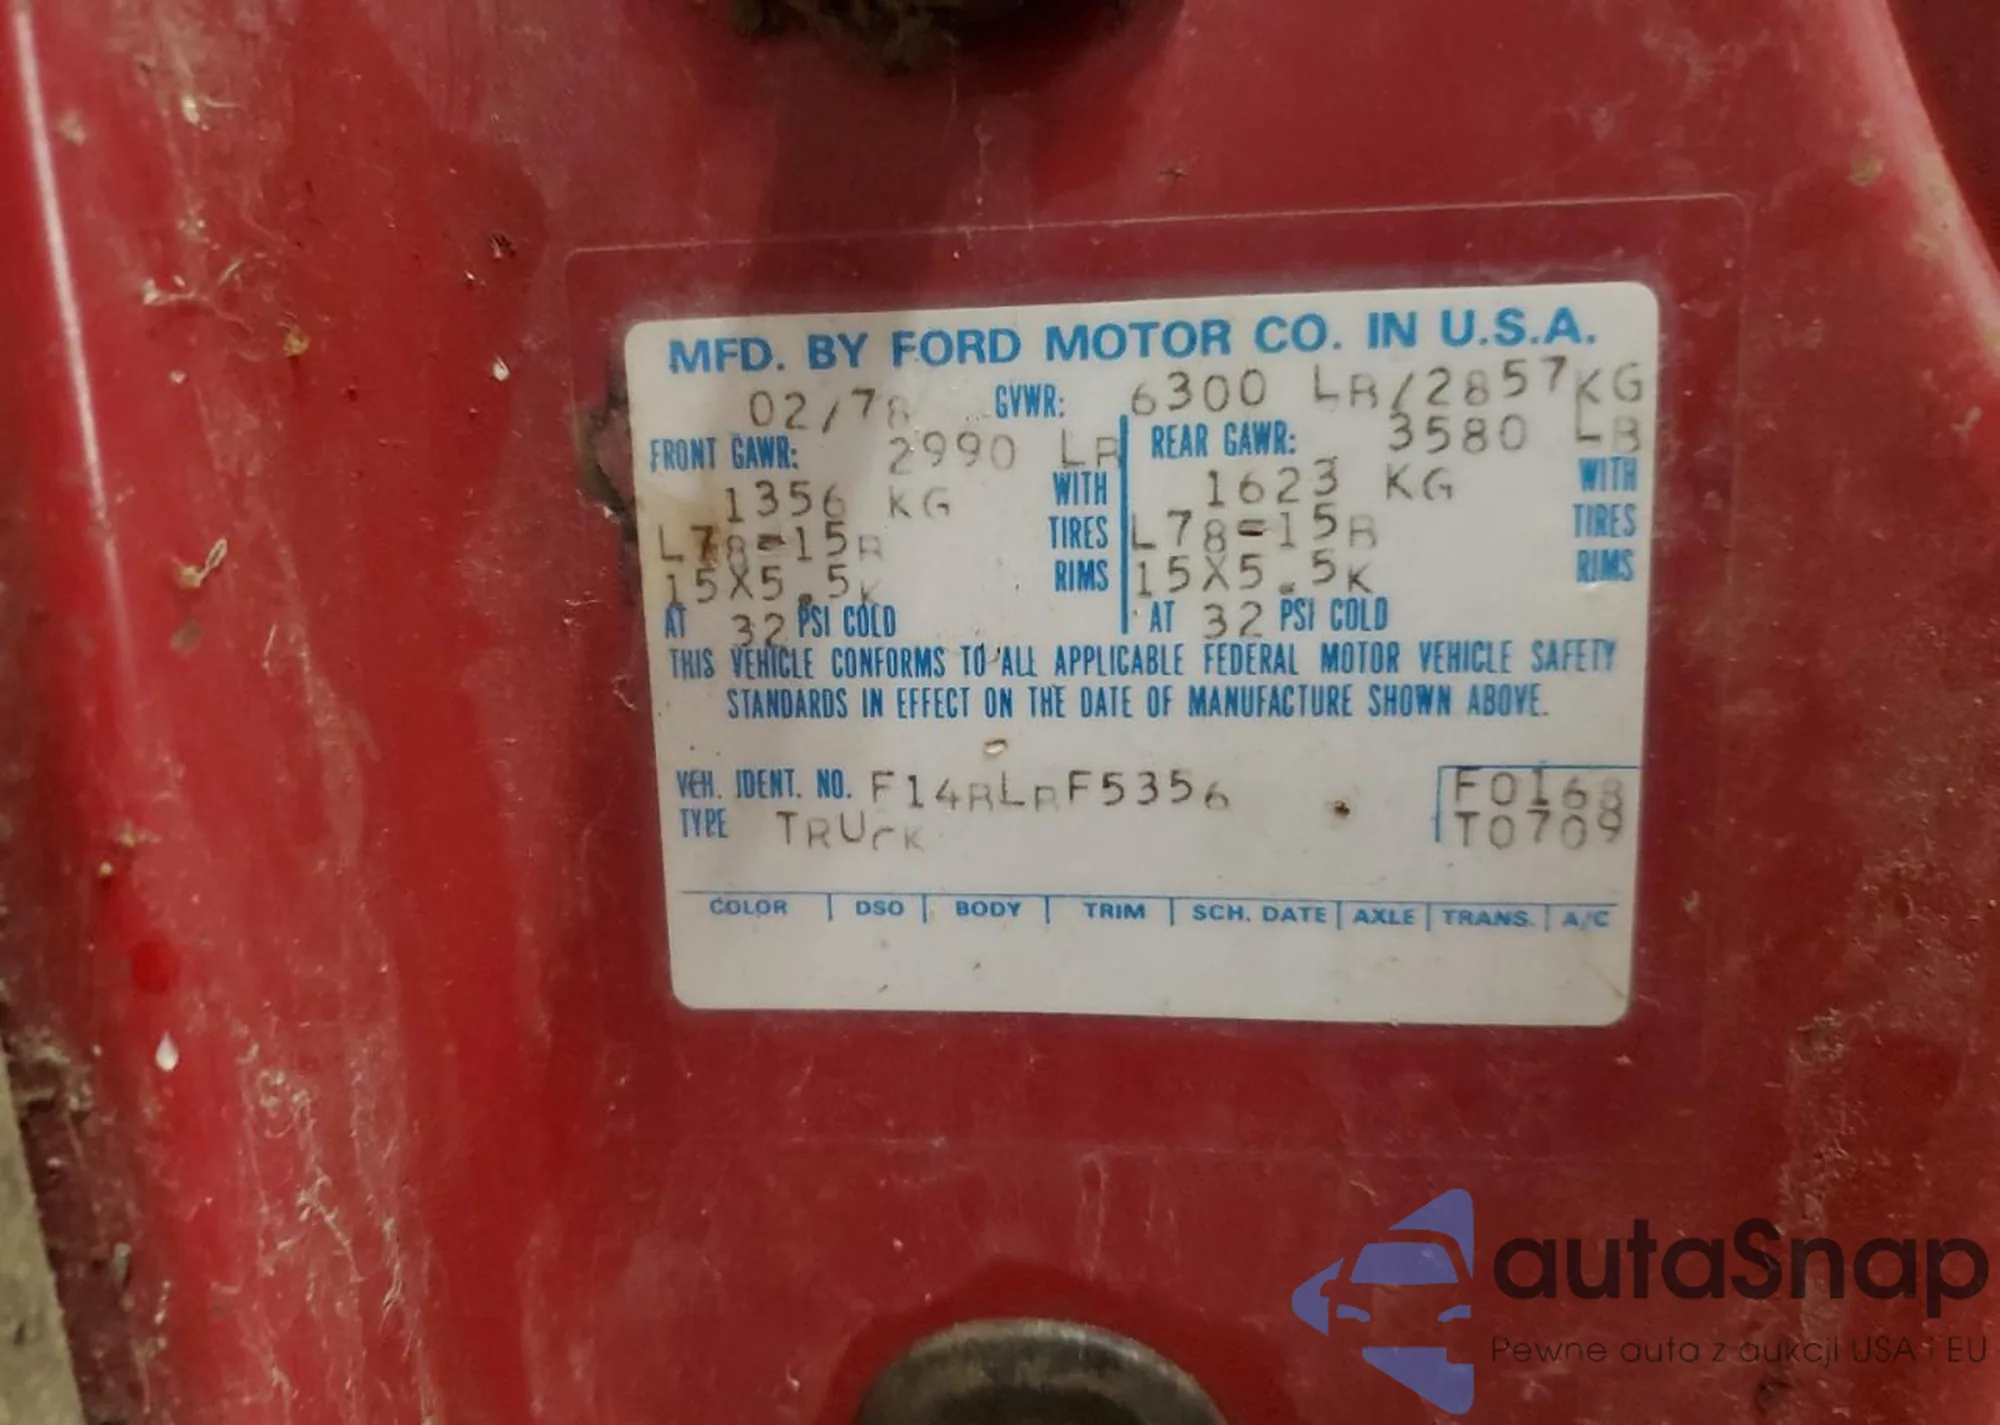 MFD. BY FORD MOTOR CO. IN U.S.A.
02/78 GVWR: 6300 LB/2857KG
FRONT GAWR: 2990 LB REAR GAWR: 3580 LB
1356 KG WITH 1623 KG WITH
L78-15B TIRES L78-15B TIRES
15X5.5K RIMS 15X5.5K RIMS
AT 32 PSI COLD AT 32 PSI COLD
THIS VEHICLE CONFORMS TO ALL APPLICABLE FEDERAL MOTOR VEHICLE SAFETY
STANDARDS IN EFFECT ON THE DATE OF MANUFACTURE SHOWN ABOVE.
VEH. IDENT. NO. F0168
TYPE TRUCK T0709
COLOR DSO BODY TRIM SCH. DATE AXLE TRANS. A/C
autaSnap
Pewne auta z aukcji USA i EU